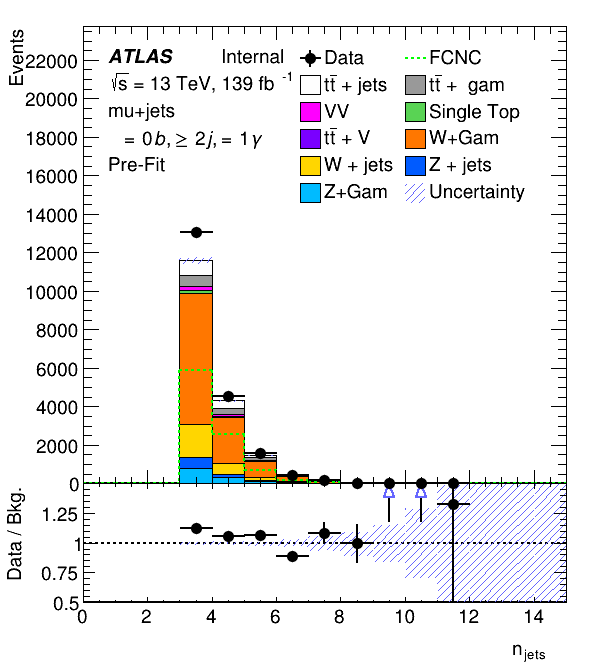 Events
22000
20000
18000
16000
14000
12000
10000
8000
6000
4000
2000
0
ATLAS Internal
√s = 13 TeV, 139 fb⁻¹
mu+jets
= 0b, ≥ 2j, = 1γ
Pre-Fit
Data
FCNC
tt̅ + jets
tt̅ + gam
VV
Single Top
tt̅ + V
W+Gam
W + jets
Z + jets
Z+Gam
Uncertainty
Data / Bkg.
1.25
1
0.75
0.5
0 2 4 6 8 10 12 14
n_jets